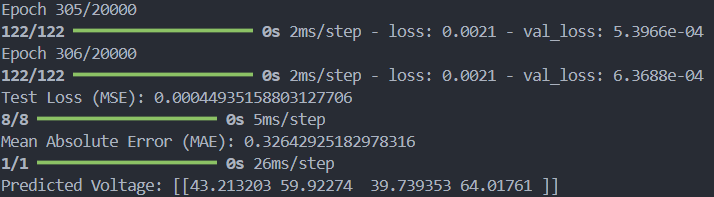 Epoch 305/20000
122/122 ━━━━━━━━━━━━━━━━━━━━ 0s 2ms/step - loss: 0.0021 - val_loss: 5.3966e-04
Epoch 306/20000
122/122 ━━━━━━━━━━━━━━━━━━━━ 0s 2ms/step - loss: 0.0021 - val_loss: 6.3688e-04
Test Loss (MSE): 0.00044935158803127706
8/8 ━━━━━━━━━━━━━━━━━━━━ 0s 5ms/step
Mean Absolute Error (MAE): 0.32642925182978316
1/1 ━━━━━━━━━━━━━━━━━━━━ 0s 26ms/step
Predicted Voltage: [[43.213203 59.92274  39.739353 64.01761 ]]